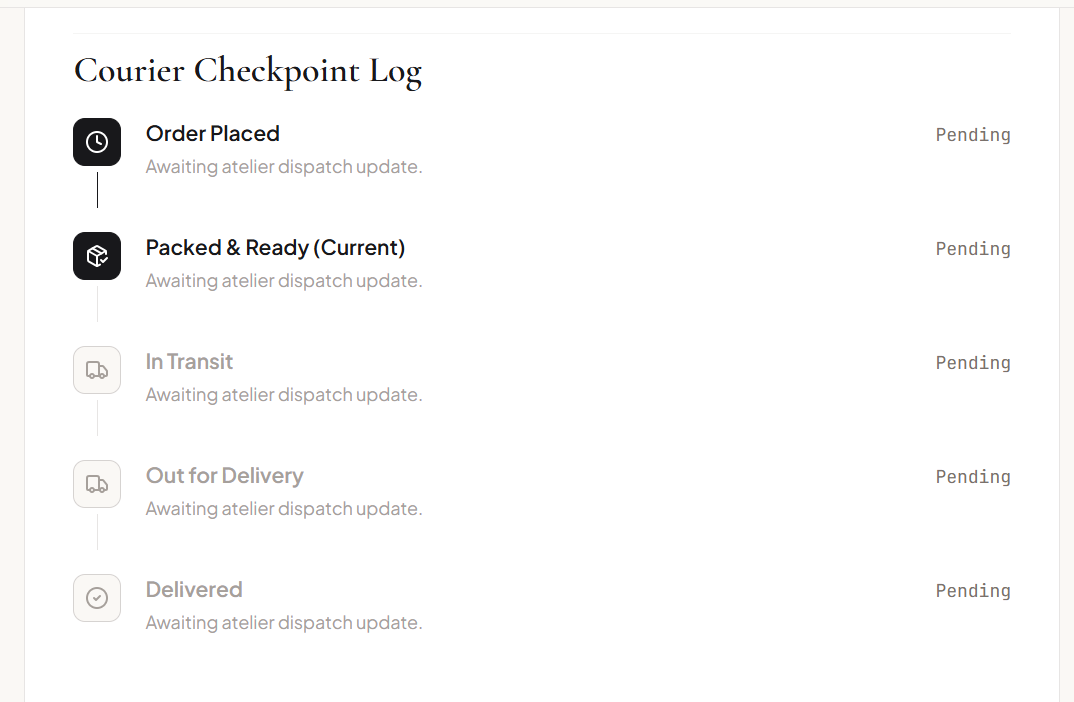 Courier Checkpoint Log
Order Placed
Pending
Awaiting atelier dispatch update.
Packed & Ready (Current)
Pending
Awaiting atelier dispatch update.
In Transit
Pending
Awaiting atelier dispatch update.
Out for Delivery
Pending
Awaiting atelier dispatch update.
Delivered
Pending
Awaiting atelier dispatch update.